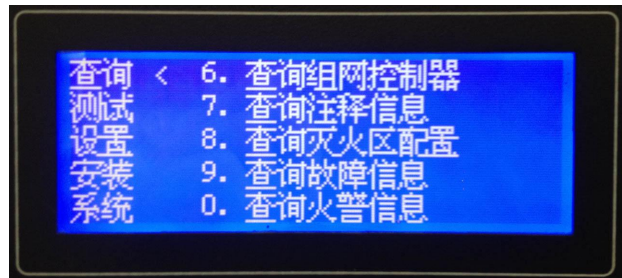 查询 < 6. 查询组网控制器
测试 7. 查询注释信息
设置 8. 查询灭火区配置
安装 9. 查询故障信息
系统 0. 查询火警信息